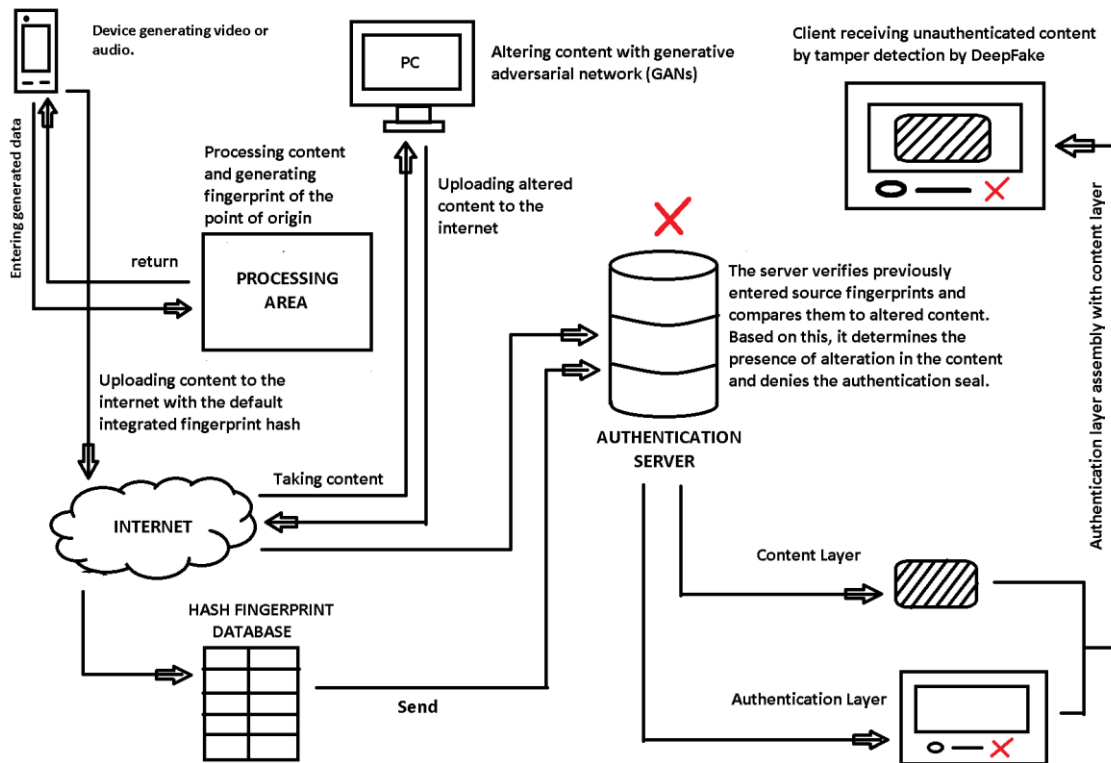 Device generating video or
audio.
PC
Altering content with generative
adversarial network (GANs)
Client receiving unauthenticated content
by tamper detection by DeepFake
Entering generated data
Processing content
and generating
fingerprint of the
point of origin
Uploading altered
content to the
internet
return
PROCESSING
AREA
The server verifies previously
entered source fingerprints and
compares them to altered content.
Based on this, it determines the
presence of alteration in the content
and denies the authentication seal.
Authentication layer assembly with content layer
Uploading content to the
internet with the default
integrated fingerprint hash
AUTHENTICATION
SERVER
Taking content
INTERNET
Content Layer
HASH FINGERPRINT
DATABASE
Send
Authentication Layer